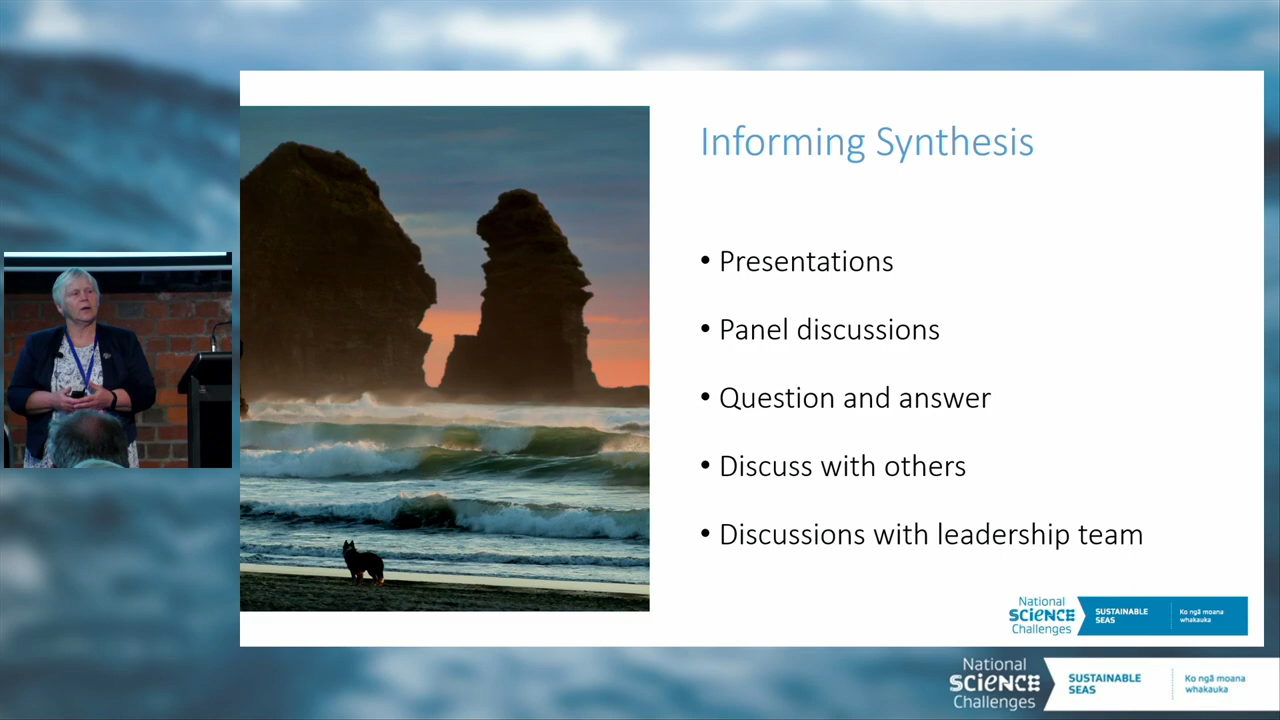 Informing Synthesis
• Presentations
• Panel discussions
• Question and answer
• Discuss with others
• Discussions with leadership team
National
SCIENCE
Challenges
SUSTAINABLE
SEAS
Ko ngā moana
whakauka
National
SCIENCE
Challenges
SUSTAINABLE
SEAS
Ko ngā moana
whakauka